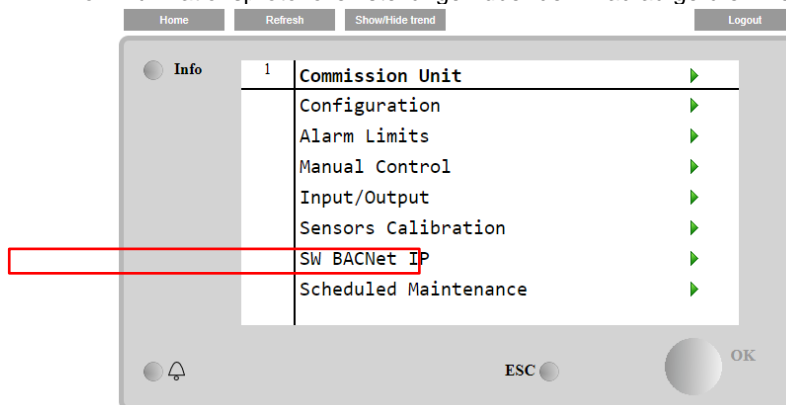 Home Refresh Show/Hide trend Logout
Info
1 Commission Unit
Configuration
Alarm Limits
Manual Control
Input/Output
Sensors Calibration
SW BACNet IP
Scheduled Maintenance
ESC OK